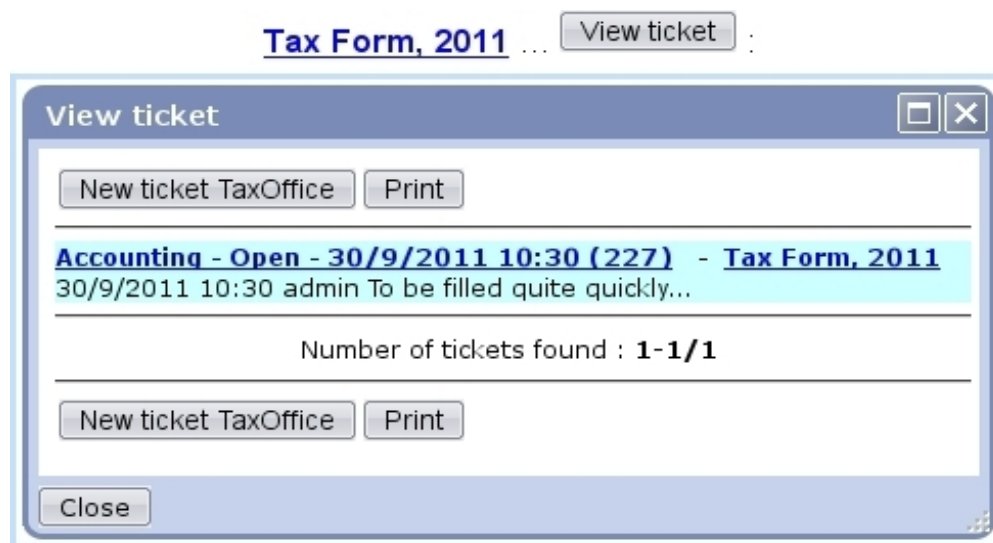 Tax Form, 2011 ... View ticket :
View ticket
New ticket TaxOffice Print
Accounting - Open - 30/9/2011 10:30 (227) - Tax Form, 2011
30/9/2011 10:30 admin To be filled quite quickly...
Number of tickets found : 1-1/1
New ticket TaxOffice Print
Close